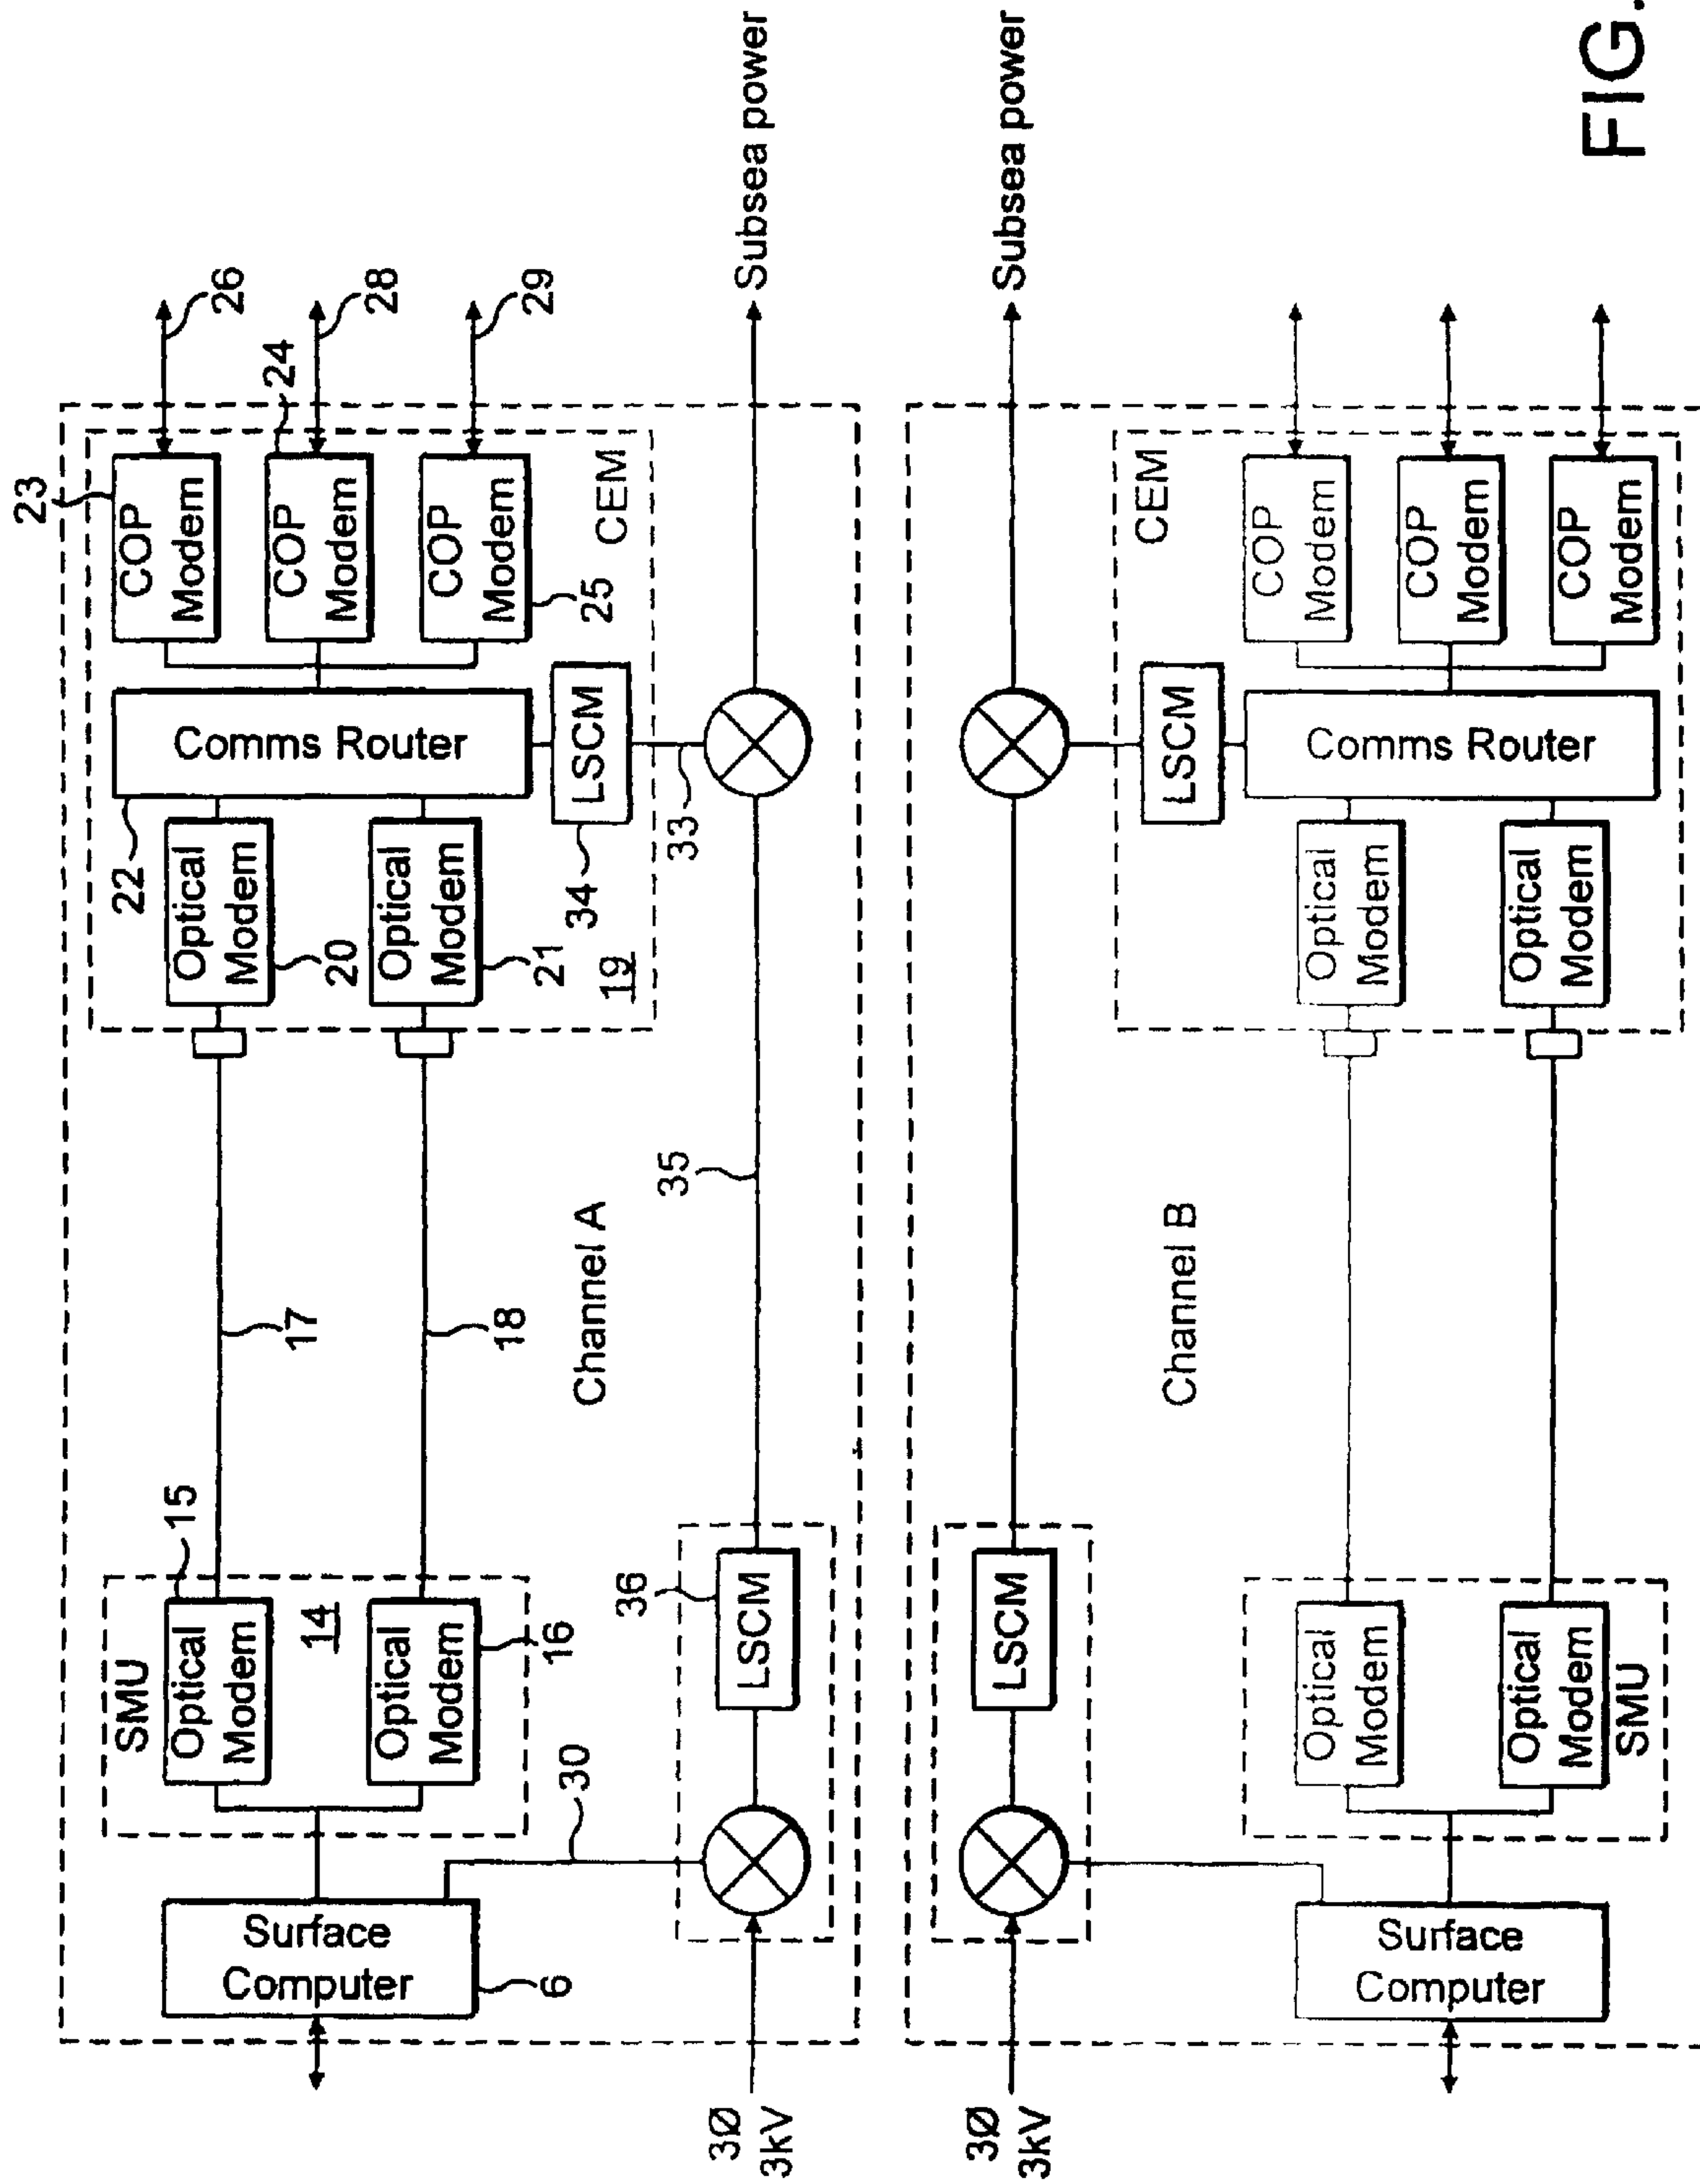 SMU
15
Optical
Modem
14
Optical
Modem
16
Surface
Computer
6
30
17
18
Channel A
22
Optical
Modem
20
Optical
Modem
21
19
Comms Router
23
COP
Modem
24
COP
Modem
COP
Modem
25
CEM
26
28
29
LSCM
34
33
35
36
LSCM
3Ø
3kV
Subsea power
3Ø
3kV
LSCM
Subsea power
Channel B
LSCM
CEM
Surface
Computer
Optical
Modem
Optical
Modem
SMU
Optical
Modem
Optical
Modem
Comms Router
COP
Modem
COP
Modem
COP
Modem
FIG.